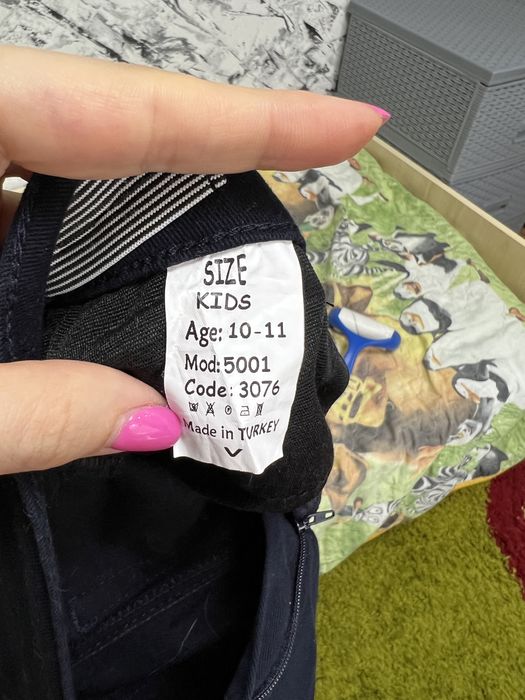 SIZE
KIDS
Age: 10-11
Mod: 5001
Code: 3076
Made in TURKEY